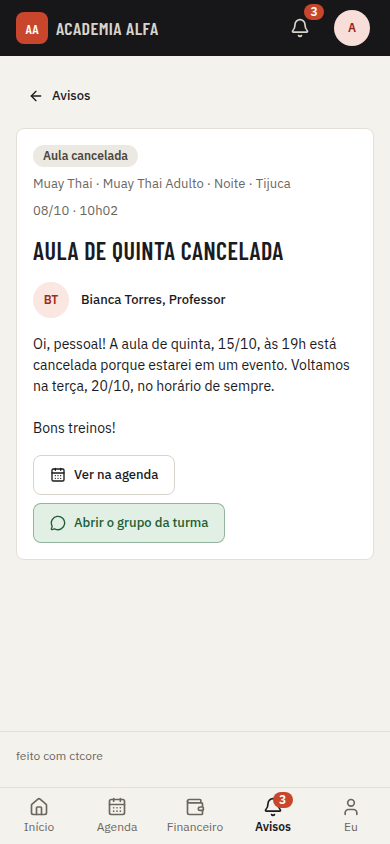 AA ACADEMIA ALFA
3
A
Avisos
Aula cancelada
Muay Thai · Muay Thai Adulto · Noite · Tijuca
08/10 · 10h02
AULA DE QUINTA CANCELADA
BT
Bianca Torres, Professor
Oi, pessoal! A aula de quinta, 15/10, às 19h está
cancelada porque estarei em um evento. Voltamos
na terça, 20/10, no horário de sempre.
Bons treinos!
Ver na agenda
Abrir o grupo da turma
feito com ctcore
3
Início
Agenda
Financeiro
Avisos
Eu